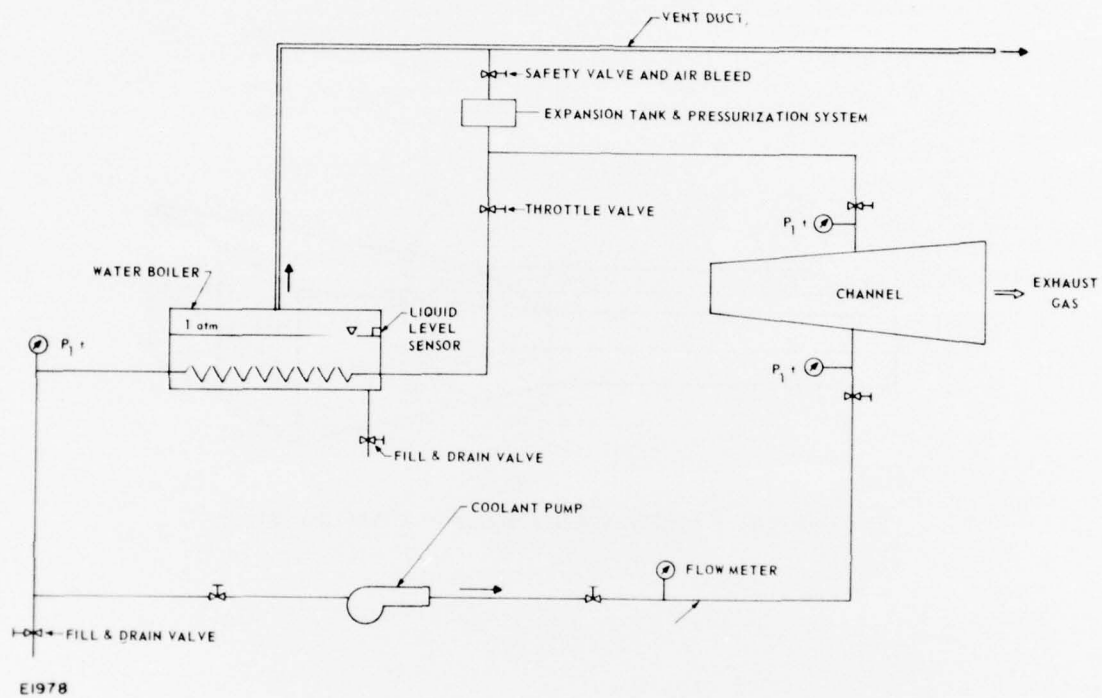 VENT DUCT
SAFETY VALVE AND AIR BLEED
EXPANSION TANK & PRESSURIZATION SYSTEM
THROTTLE VALVE
P₁ t
WATER BOILER
1 atm
LIQUID
LEVEL
SENSOR
CHANNEL
EXHAUST
GAS
P₁ t
P₁ t
FILL & DRAIN VALVE
COOLANT PUMP
FLOW METER
FILL & DRAIN VALVE
E1978